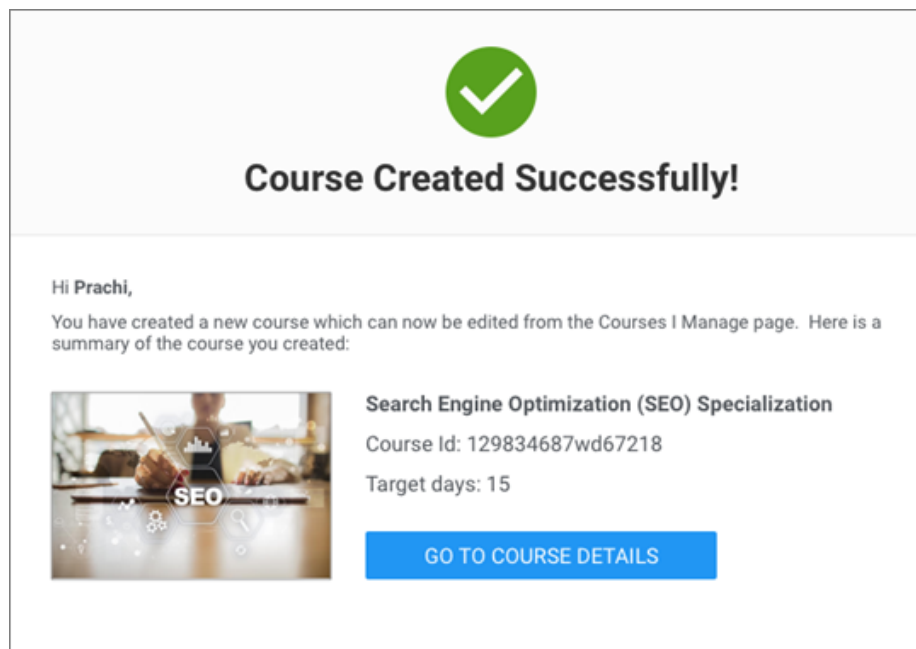 Course Created Successfully!
Hi Prachi,
You have created a new course which can now be edited from the Courses I Manage page.  Here is a
summary of the course you created:
SEO
Search Engine Optimization (SEO) Specialization
Course Id: 129834687wd67218
Target days: 15
GO TO COURSE DETAILS